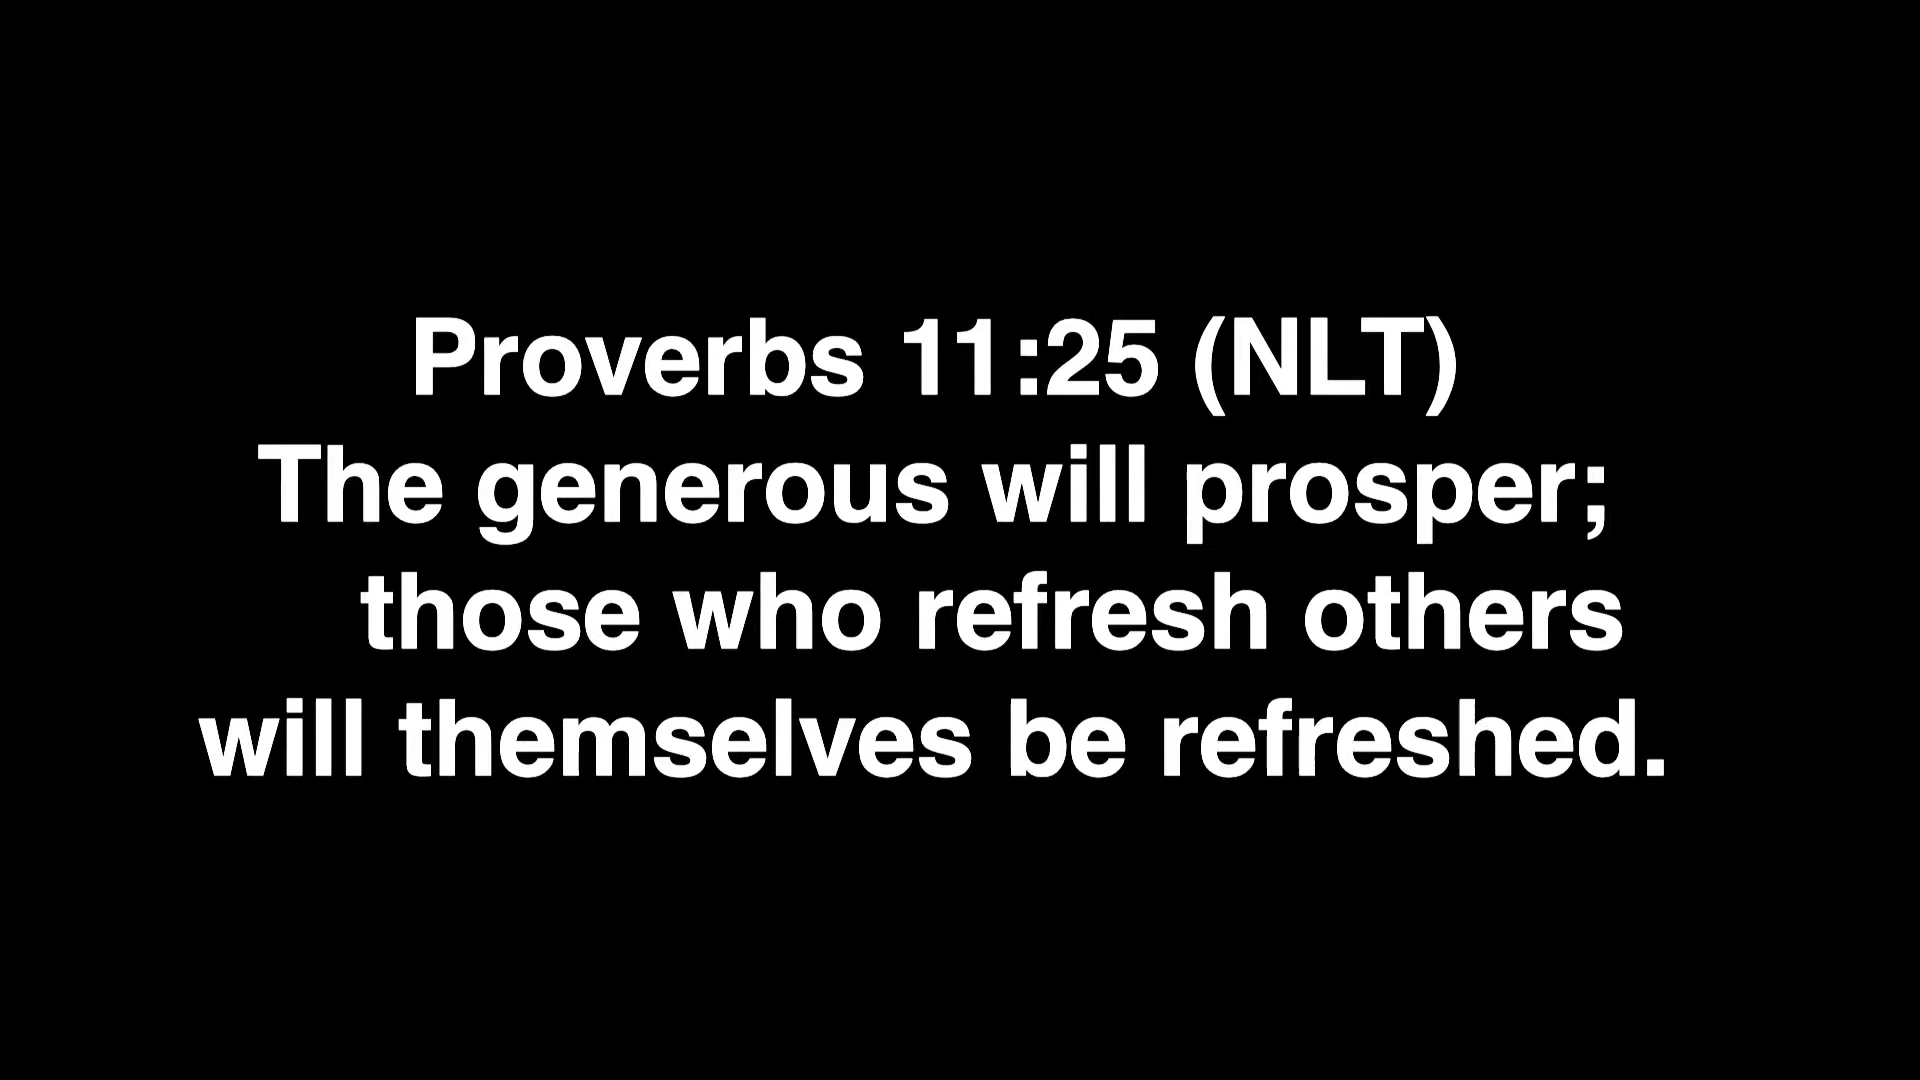 Proverbs 11:25 (NLT)
The generous will prosper;
those who refresh others
will themselves be refreshed.